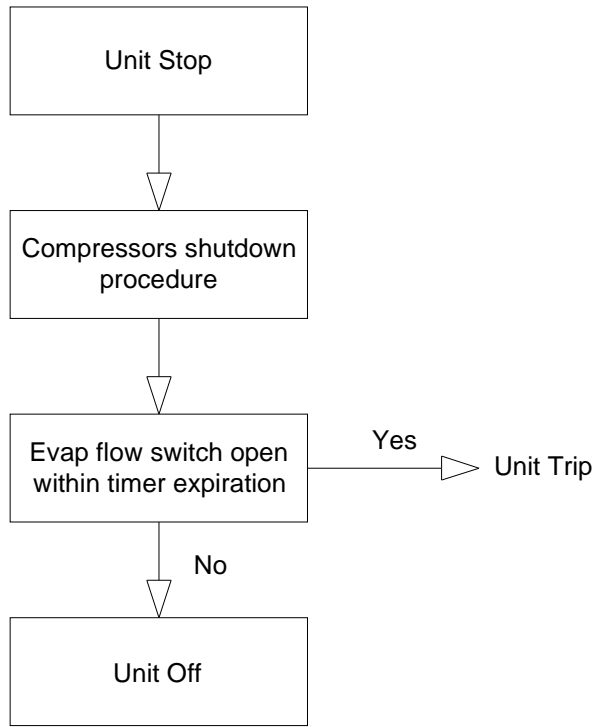 Unit Stop
Compressors shutdown
procedure
Evap flow switch open
within timer expiration
Yes
Unit Trip
No
Unit Off